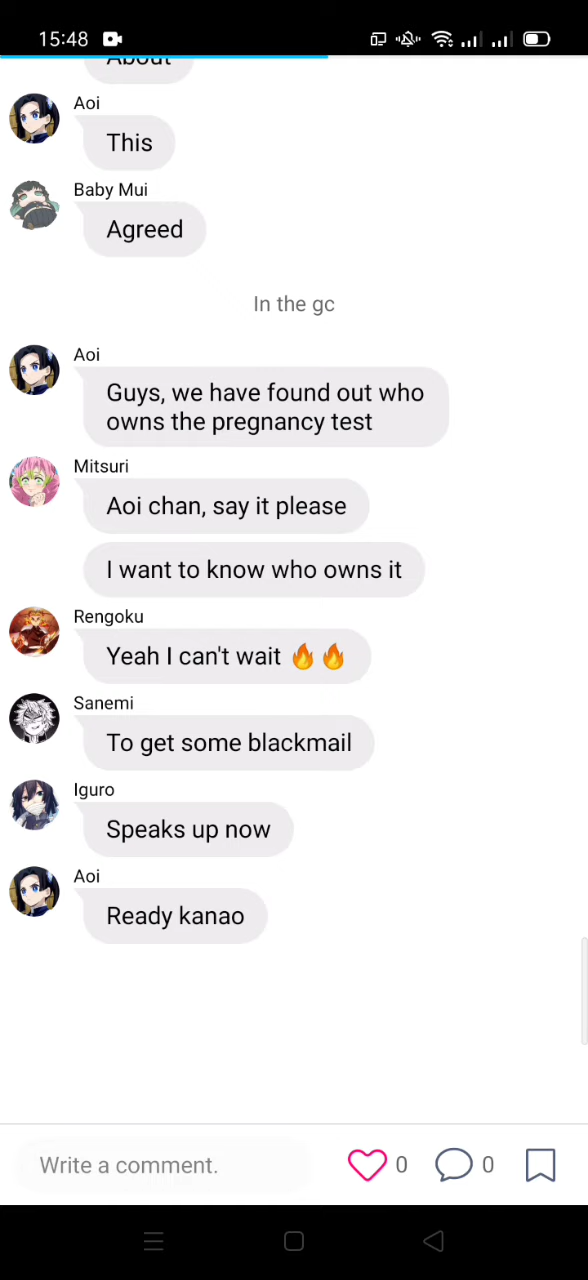 15:48
About
Aoi
This
Baby Mui
Agreed
In the gc
Aoi
Guys, we have found out who
owns the pregnancy test
Mitsuri
Aoi chan, say it please
I want to know who owns it
Rengoku
Yeah I can't wait 🔥🔥
Sanemi
To get some blackmail
Iguro
Speaks up now
Aoi
Ready kanao
Write a comment.
0
0